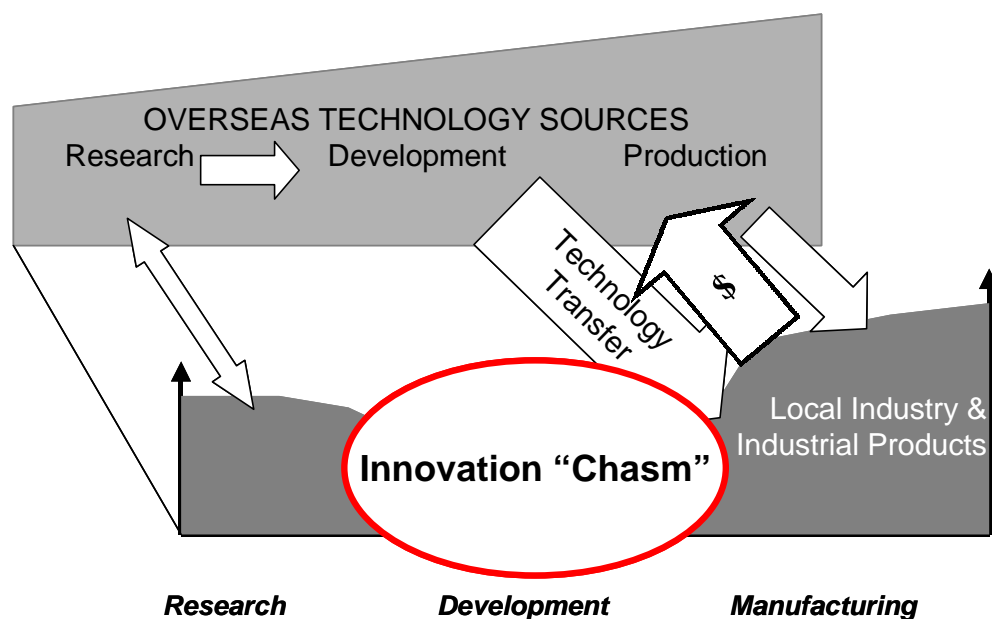 OVERSEAS TECHNOLOGY SOURCES
Research Development Production
Technology
Transfer
$
Local Industry &
Industrial Products
Innovation “Chasm”
Research Development Manufacturing